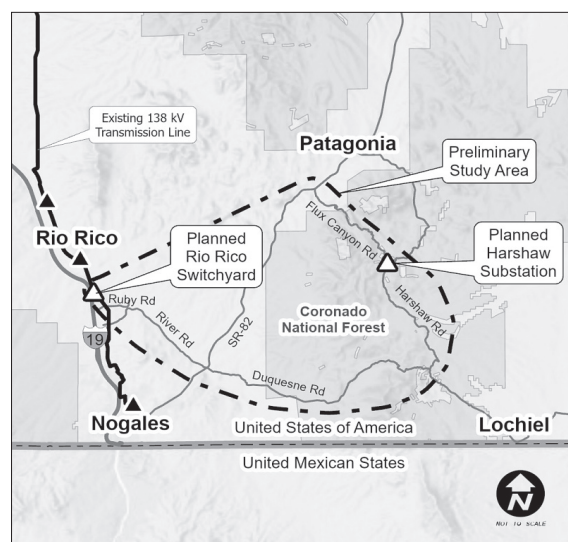 Existing 138 kV
Transmission Line
Patagonia
Preliminary
Study Area
Flux Canyon Rd
Rio Rico
Planned
Rio Rico
Switchyard
Planned
Harshaw
Substation
Ruby Rd
River Rd
SR-82
Harshaw Rd
Coronado
National Forest
19
Duquesne Rd
Nogales
United States of America
Lochiel
United Mexican States
N
NOT TO SCALE